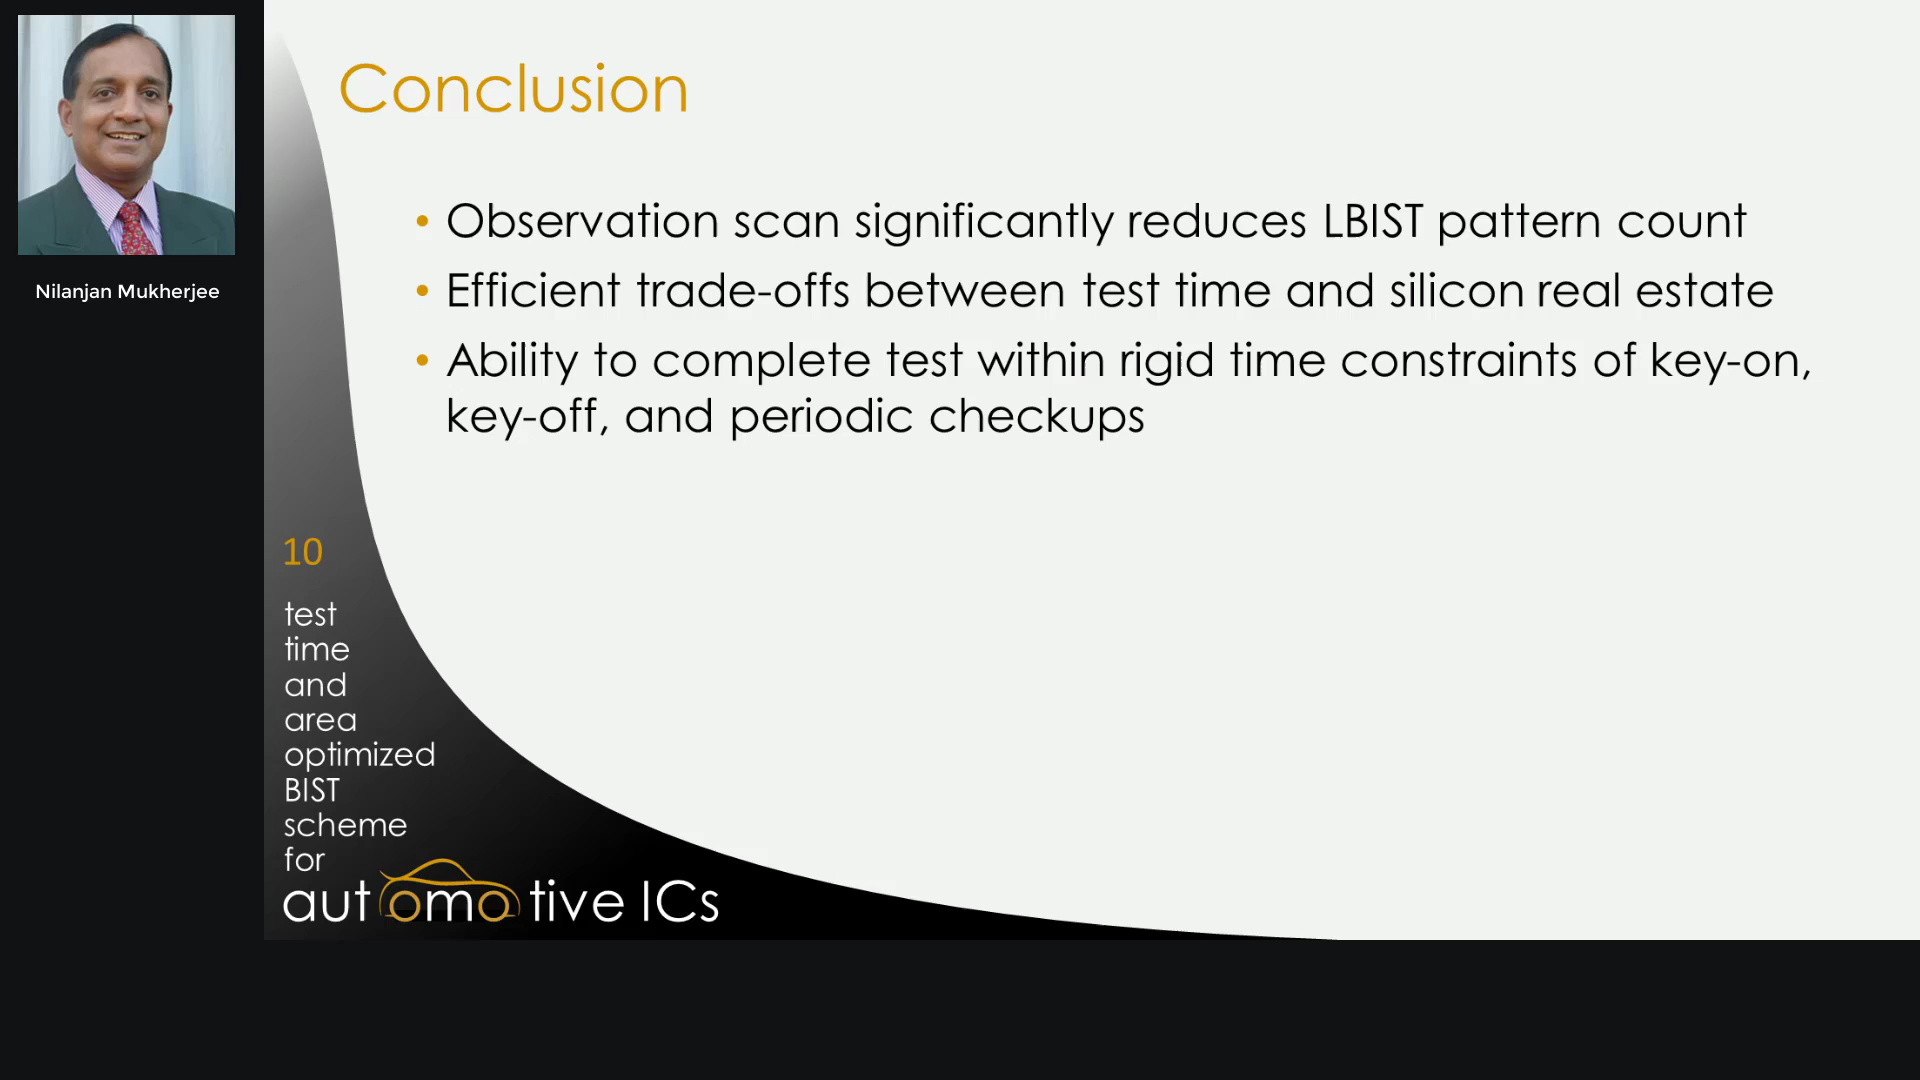 Nilanjan Mukherjee
Conclusion
• Observation scan significantly reduces LBIST pattern count
• Efficient trade-offs between test time and silicon real estate
• Ability to complete test within rigid time constraints of key-on,
key-off, and periodic checkups
10
test
time
and
area
optimized
BIST
scheme
for
automotive ICs